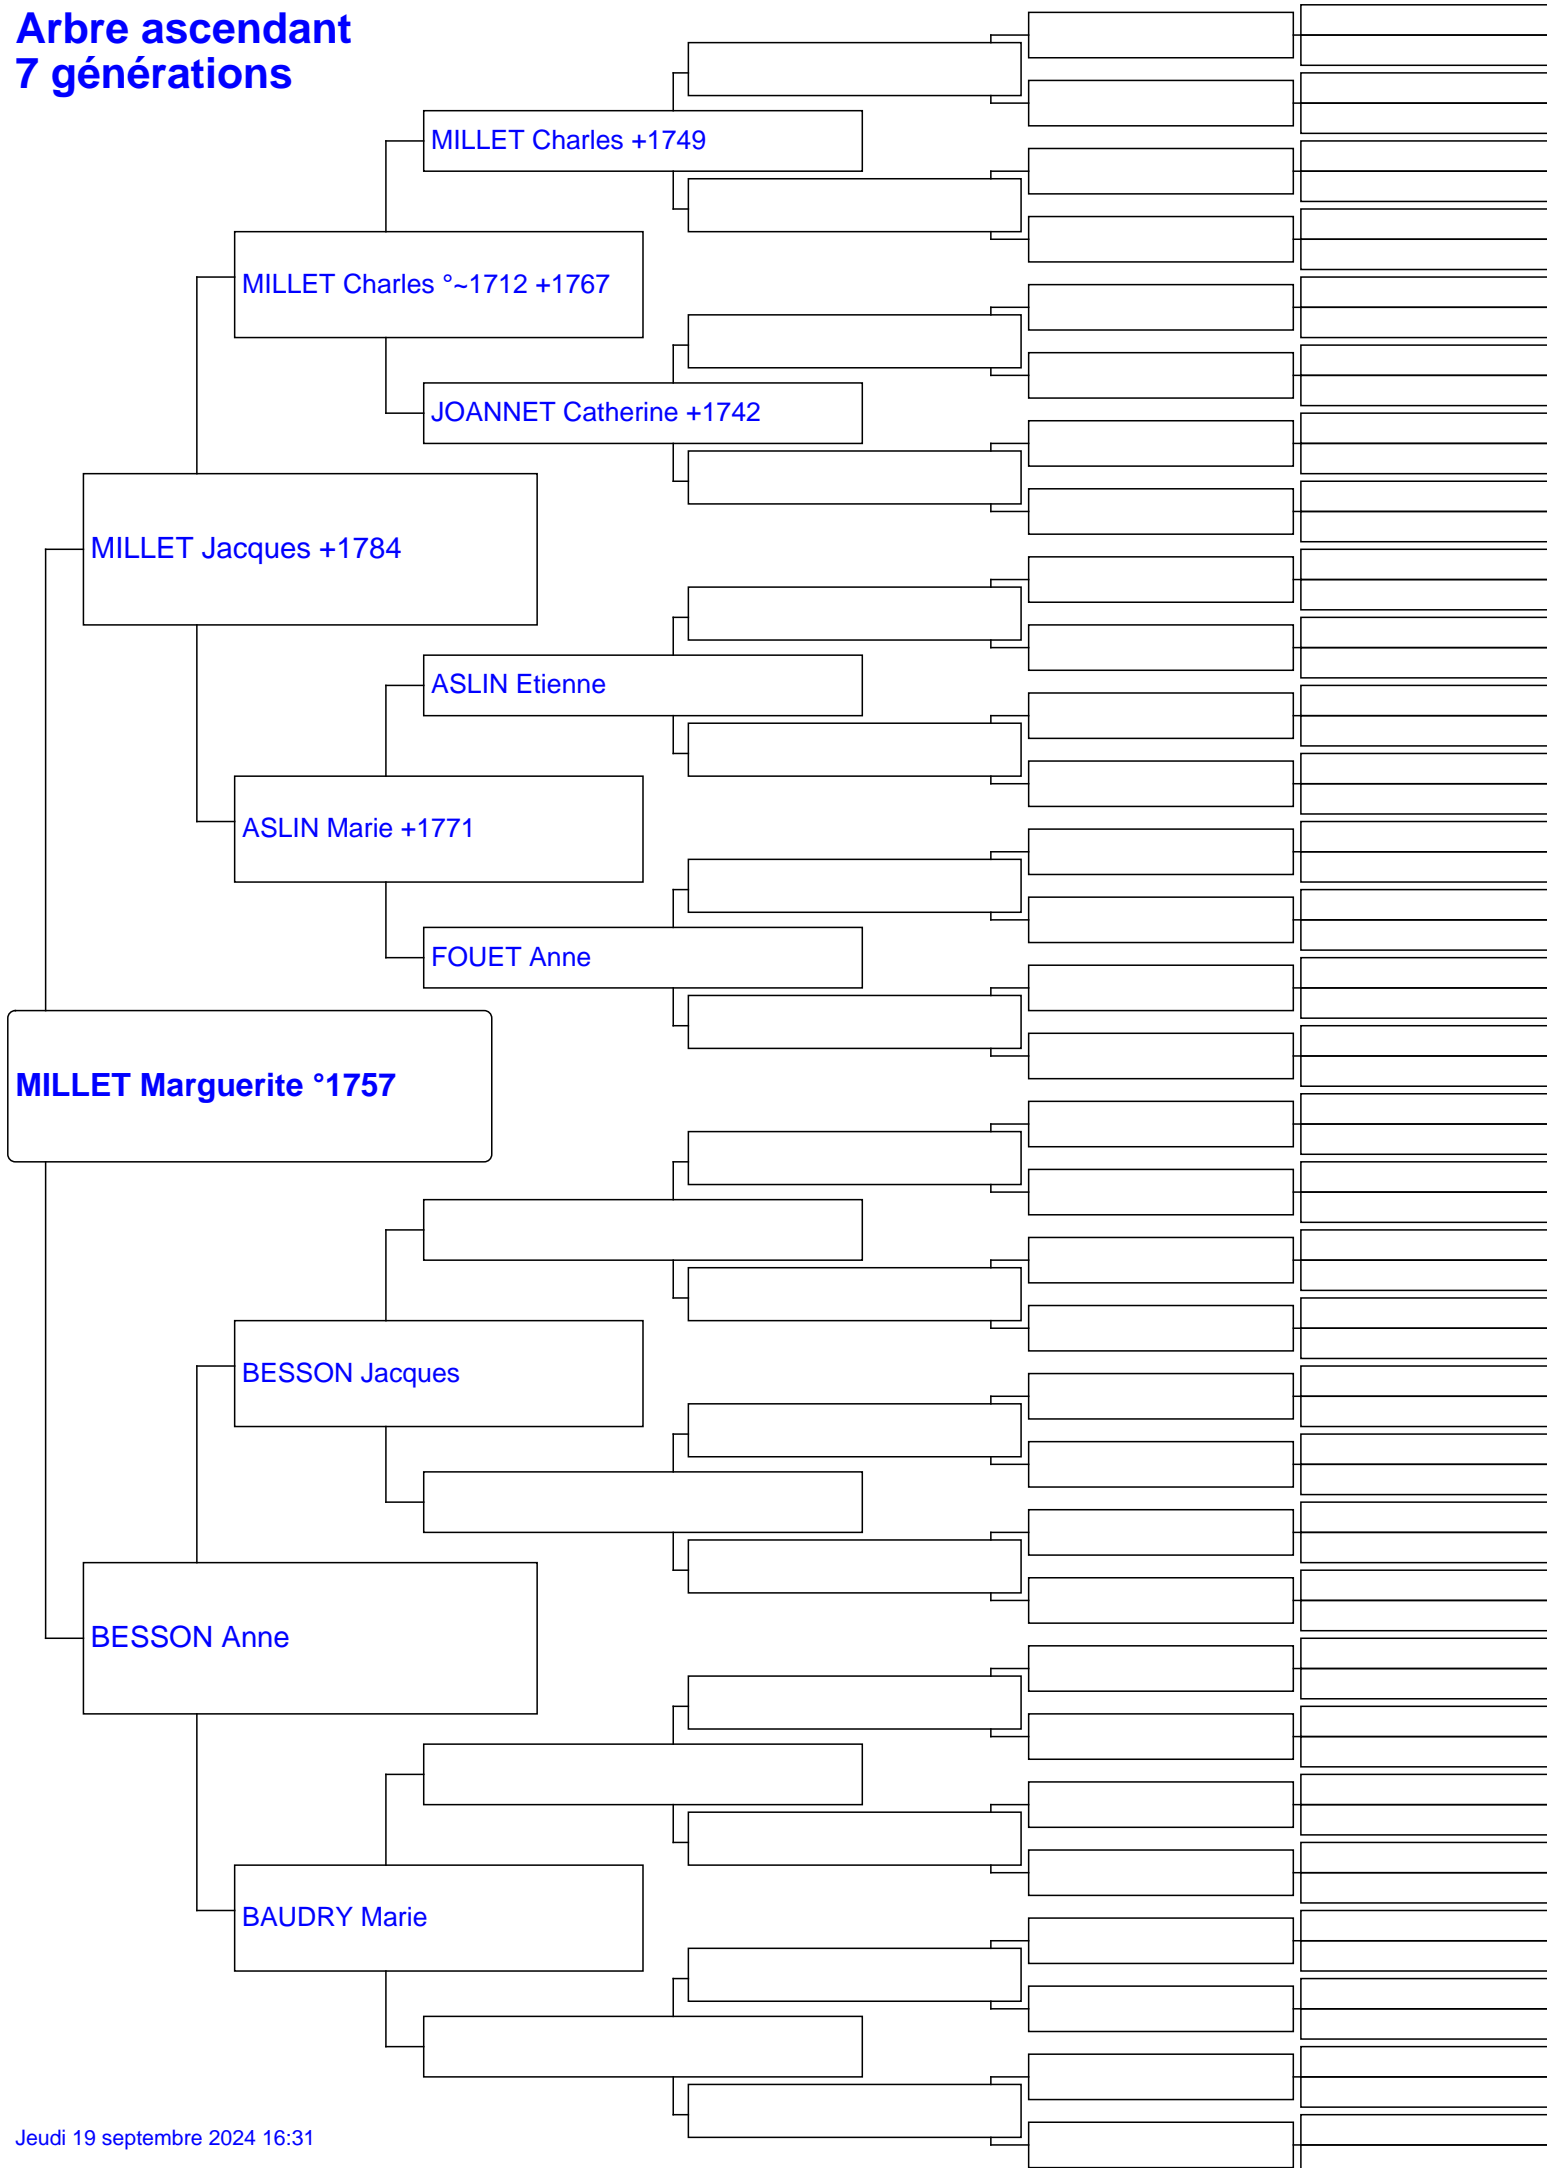 Arbre ascendant
7 générations
MILLET Charles +1749
MILLET Charles °~1712 +1767
JOANNET Catherine +1742
MILLET Jacques +1784
ASLIN Etienne
ASLIN Marie +1771
FOUET Anne
MILLET Marguerite °1757
BESSON Jacques
BESSON Anne
BAUDRY Marie
Jeudi 19 septembre 2024 16:31